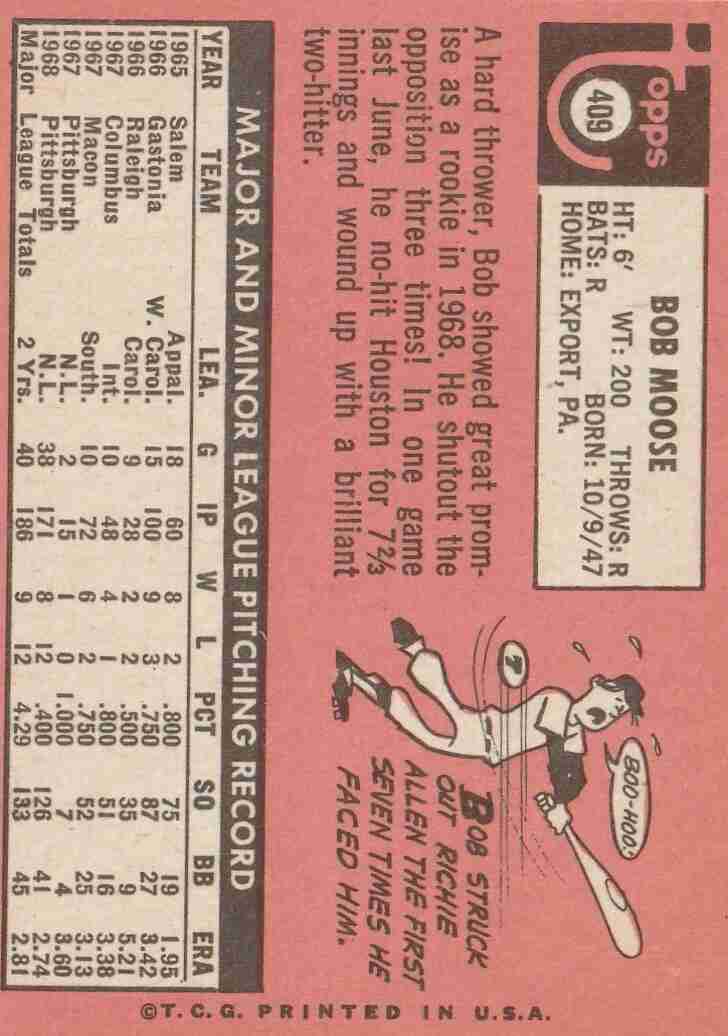 Topps
409
BOB MOOSE
HT: 6' WT: 200 THROWS: R
BATS: R BORN: 10/9/47
HOME: EXPORT, PA.
A hard thrower, Bob showed great prom-
ise as a rookie in 1968. He shutout the
opposition three times! In one game
last June, he no-hit Houston for 7⅔
innings and wound up with a brilliant
two-hitter.
BOO-HOO!
7
BOB STRUCK
OUT RICHIE
ALLEN THE FIRST
SEVEN TIMES HE
FACED HIM.
MAJOR AND MINOR LEAGUE PITCHING RECORD
YEAR TEAM LEA. G IP W L PCT SO BB ERA
1965 Salem Appal. 18 60 8 2 .800 75 19 1.95
1966 Gastonia W. Carol. 15 100 9 3 .750 87 27 3.42
1966 Raleigh Carol. 9 28 2 2 .500 35 9 5.21
1967 Columbus Int. 10 48 4 1 .800 51 16 3.38
1967 Macon South. 10 72 6 2 .750 52 25 3.13
1967 Pittsburgh N.L. 2 15 1 0 1.000 7 4 3.60
1968 Pittsburgh N.L. 38 171 8 12 .400 126 41 2.74
Major League Totals 2 Yrs. 40 186 9 12 4.29 133 45 2.81
©T.C.G. PRINTED IN U.S.A.